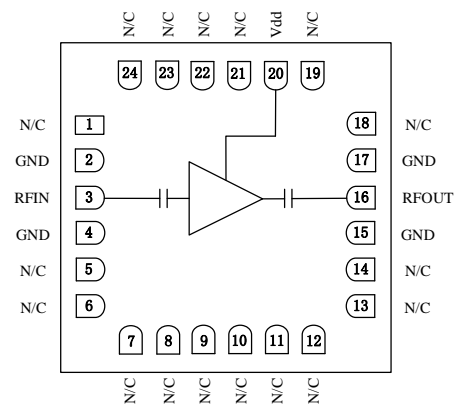 N/C N/C N/C N/C Vdd N/C
24 23 22 21 20 19
N/C 1 18 N/C
GND 2 17 GND
RFIN 3 16 RFOUT
GND 4 15 GND
N/C 5 14 N/C
N/C 6 13 N/C
7 8 9 10 11 12
N/C N/C N/C N/C Vdd N/C